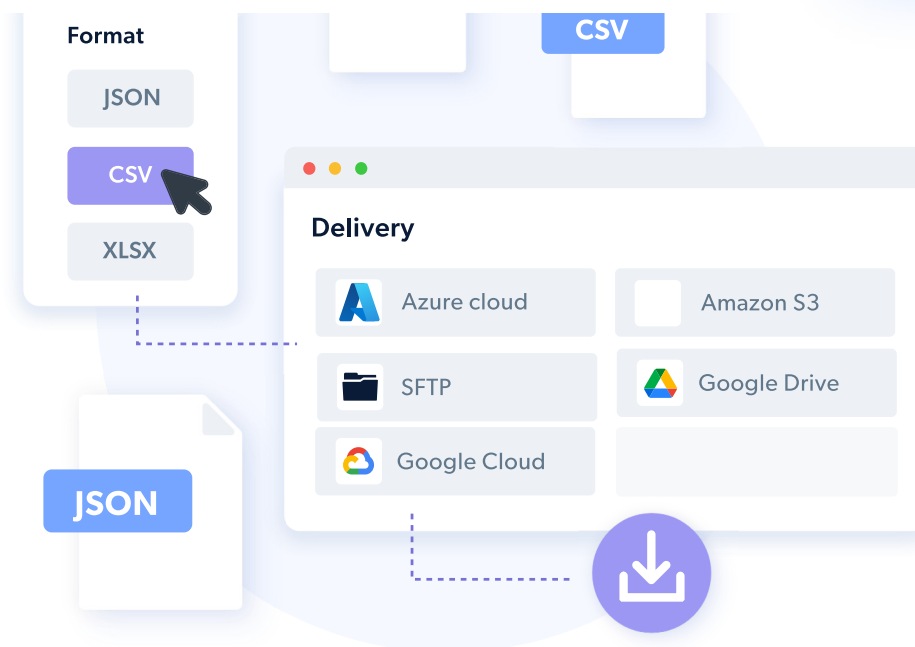 Format
JSON
CSV
XLSX
CSV
Delivery
Azure cloud
Amazon S3
SFTP
Google Drive
Google Cloud
JSON